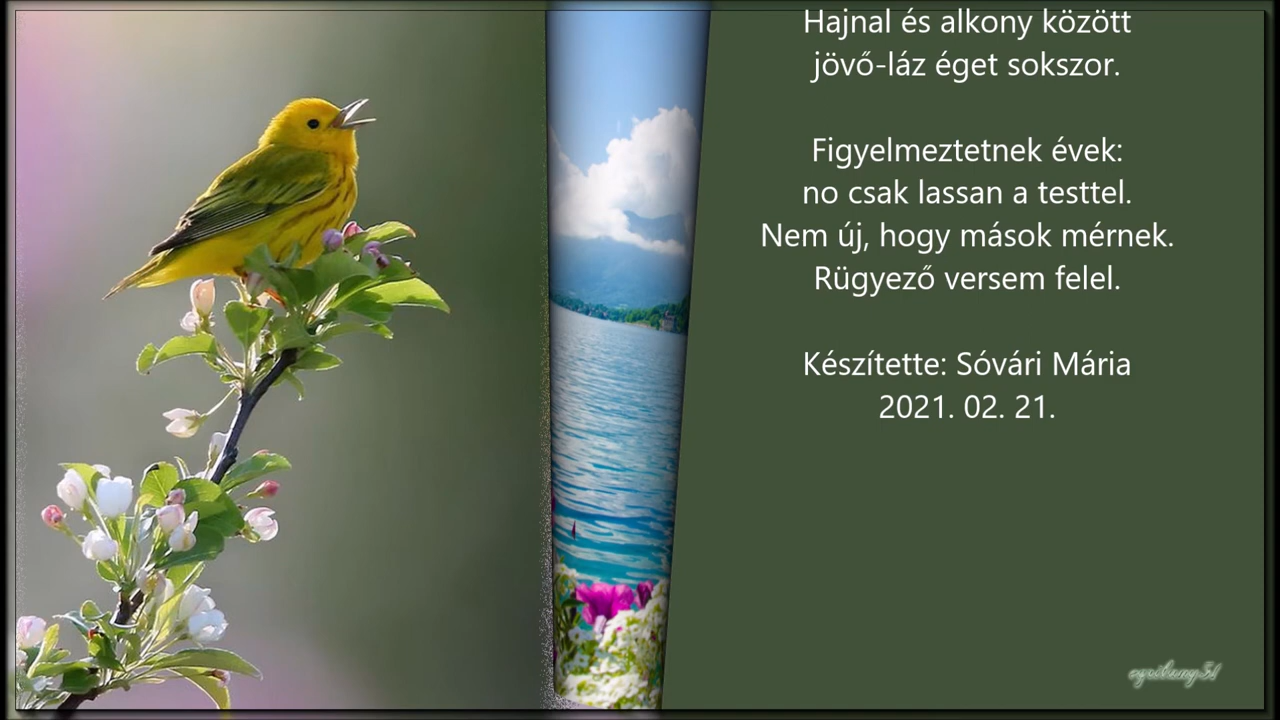 Hajnal és alkony között
jövő-láz éget sokszor.
Figyelmeztetnek évek:
no csak lassan a testtel.
Nem új, hogy mások mérnek.
Rügyező versem felel.
Készítette: Sóvári Mária
2021. 02. 21.